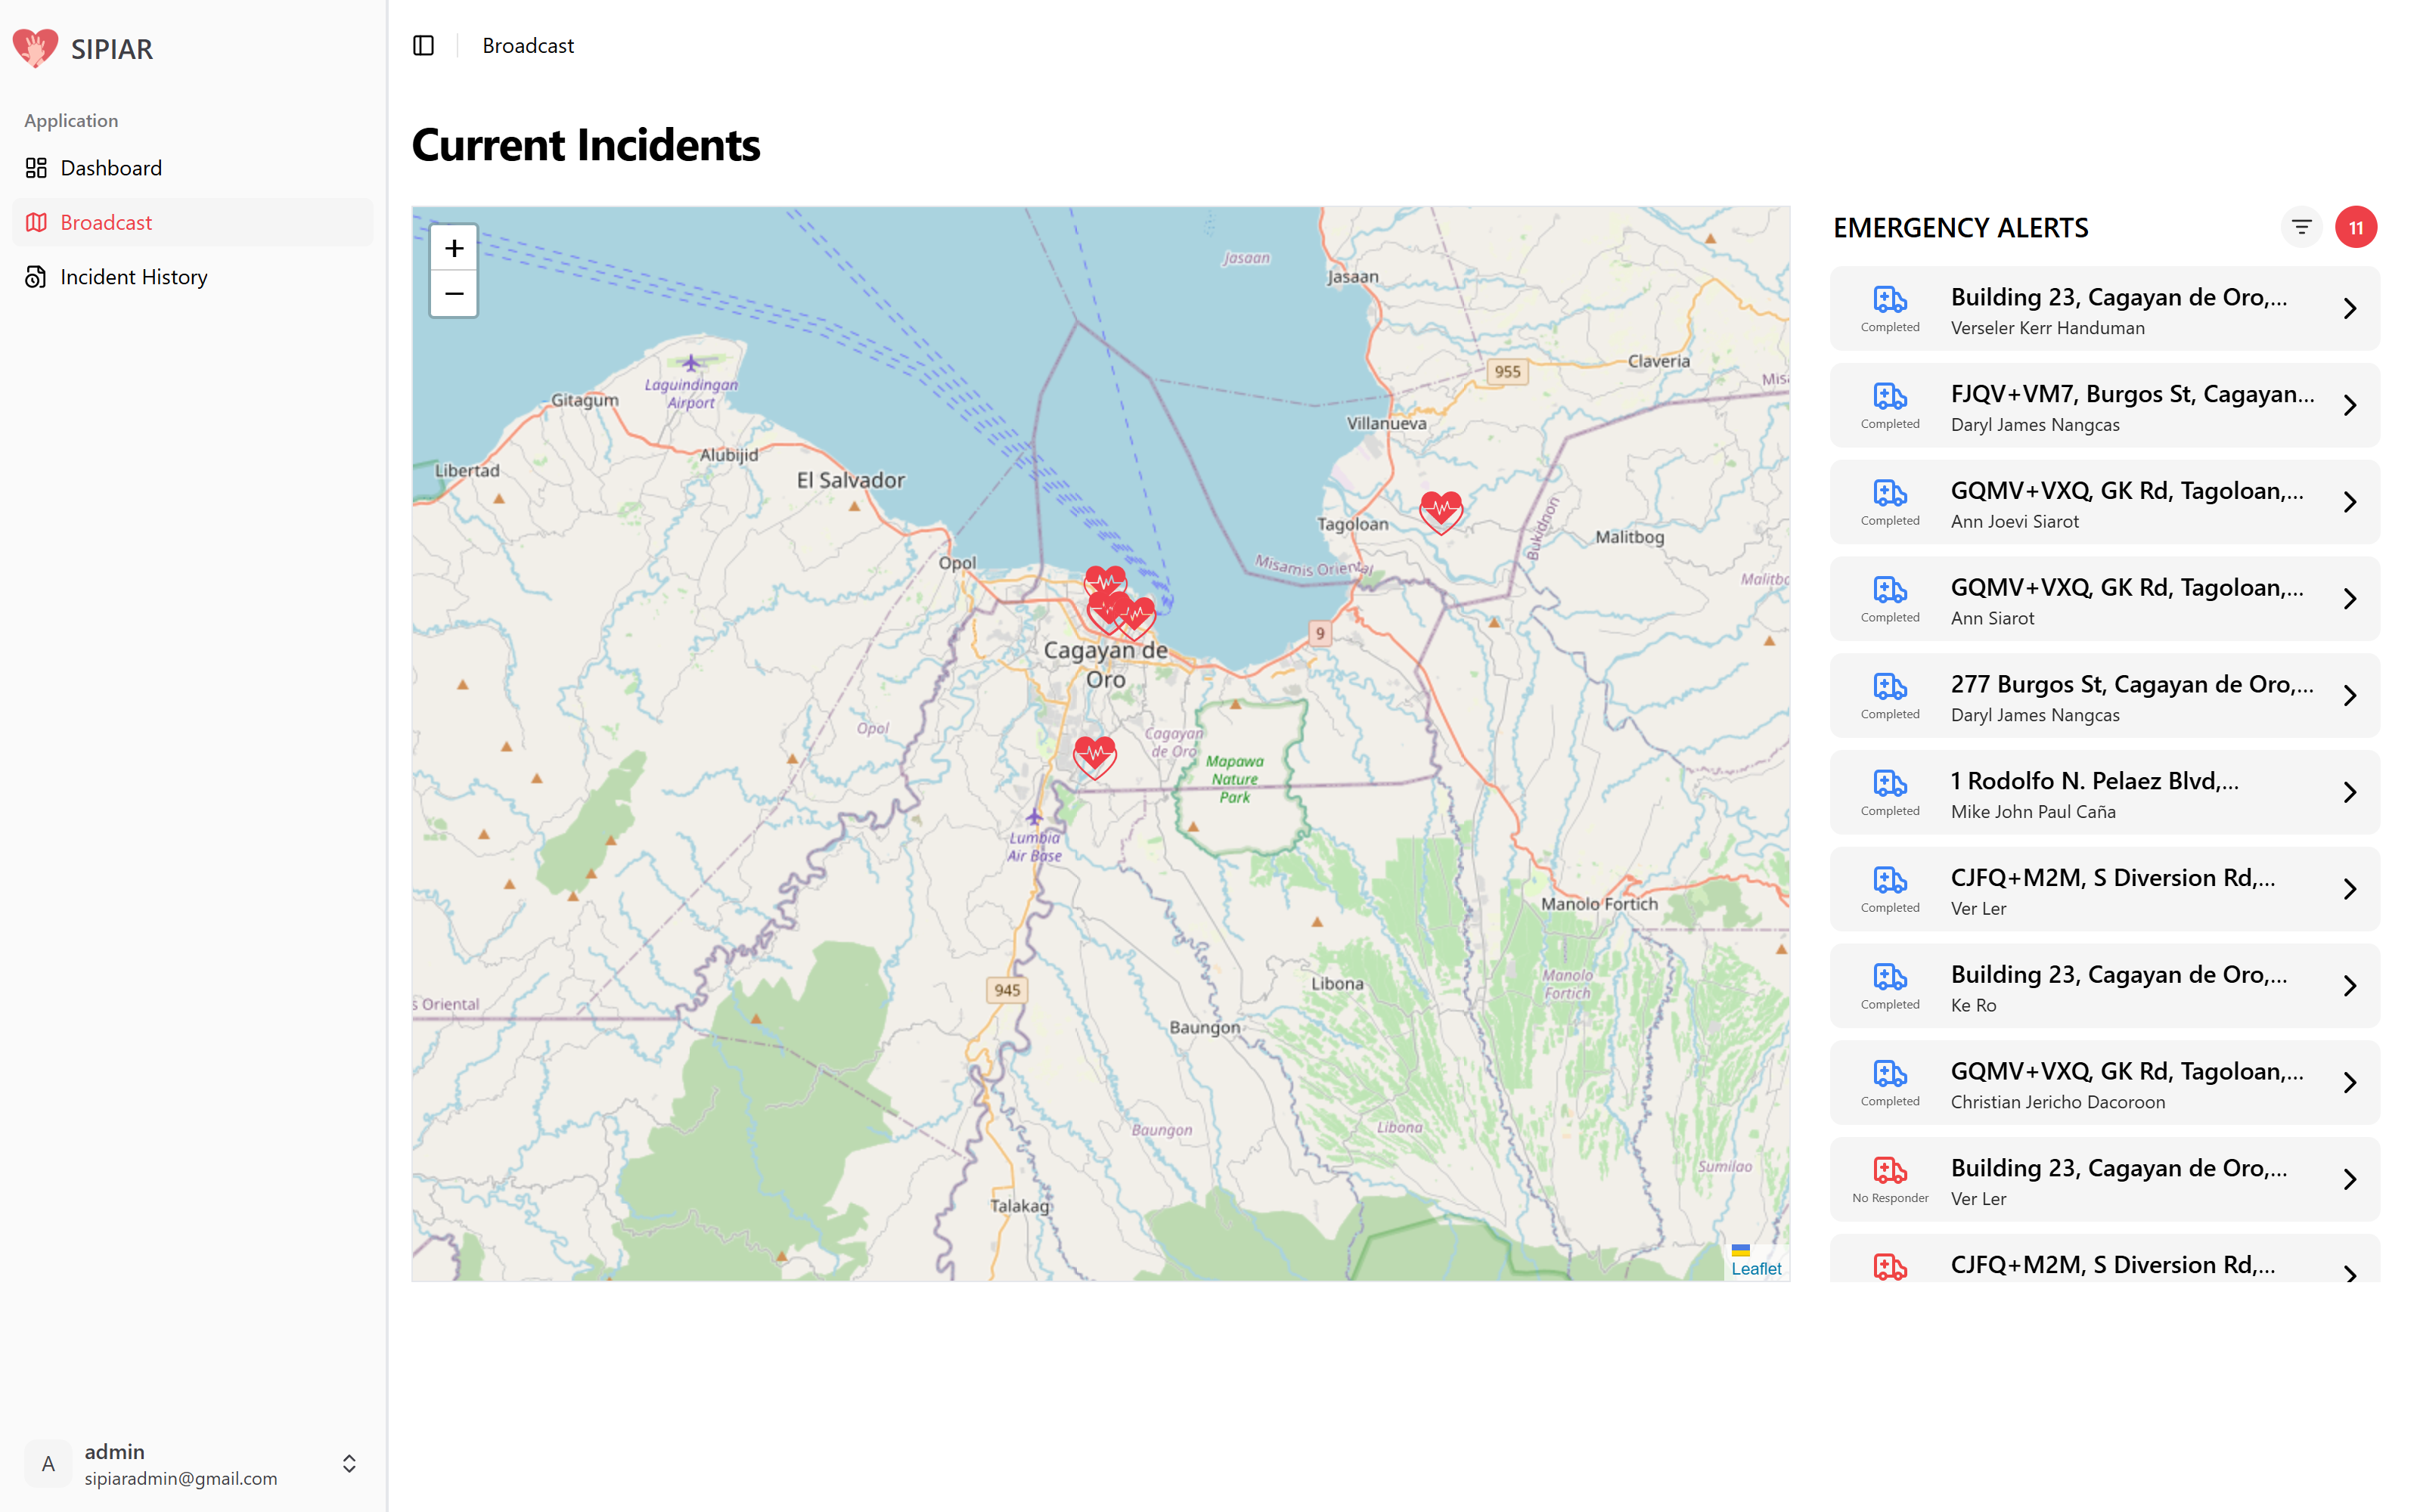 SIPIAR
Application
Dashboard
Broadcast
Incident History
admin
sipiaradmin@gmail.com
A
Broadcast
Current Incidents
+
−
Jasaan
Jasaan
955
Claveria
Laguindingan
Airport
Gitagum
Villanueva
Alubijid
Libertad
El Salvador
Tagoloan
Bukidnon
Malitbog
Opol
Misamis Oriental
9
Cagayan de
Oro
Opol
Cagayan
de Oro
Mapawa
Nature
Park
Lumbia
Air Base
Manolo Fortich
945
Libona
Manolo
Fortich
s Oriental
Baungon
Baungon
Libona
Sumilao
Talakag
Leaflet
EMERGENCY ALERTS
11
Building 23, Cagayan de Oro,...
Completed
Verseler Kerr Handuman
FJQV+VM7, Burgos St, Cagayan...
Completed
Daryl James Nangcas
GQMV+VXQ, GK Rd, Tagoloan,...
Completed
Ann Joevi Siarot
GQMV+VXQ, GK Rd, Tagoloan,...
Completed
Ann Siarot
277 Burgos St, Cagayan de Oro,...
Completed
Daryl James Nangcas
1 Rodolfo N. Pelaez Blvd,...
Completed
Mike John Paul Caña
CJFQ+M2M, S Diversion Rd,...
Completed
Ver Ler
Building 23, Cagayan de Oro,...
Completed
Ke Ro
GQMV+VXQ, GK Rd, Tagoloan,...
Completed
Christian Jericho Dacoroon
Building 23, Cagayan de Oro,...
No Responder
Ver Ler
CJFQ+M2M, S Diversion Rd,...